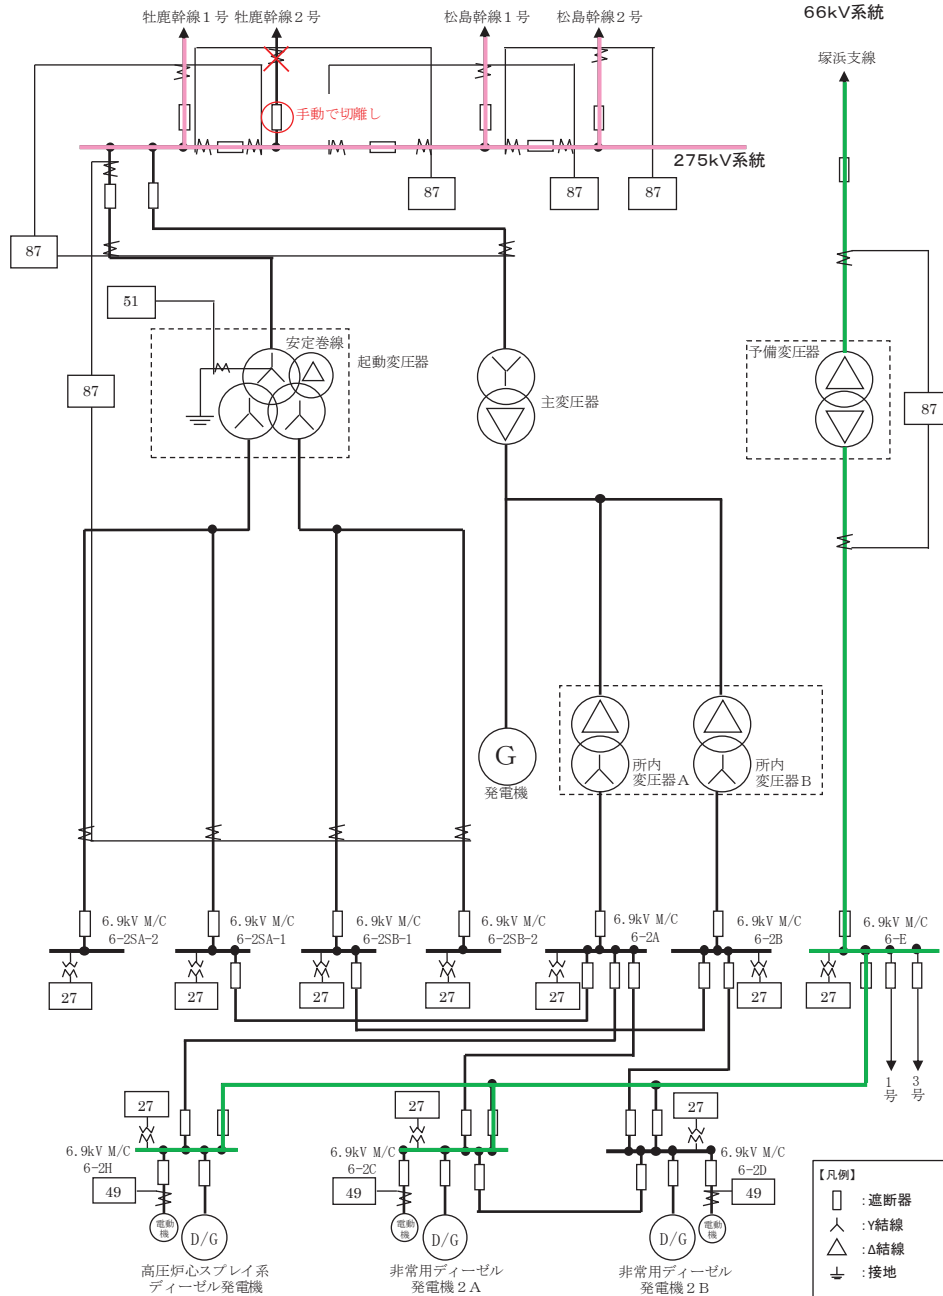 66kV系統
牡鹿幹線1号
牡鹿幹線2号
松島幹線1号
松島幹線2号
塚浜支線
手動で切離し
275kV系統
87
87
87
87
51
安定巻線
起動変圧器
予備変圧器
87
主変圧器
87
G
発電機
所内
変圧器A
所内
変圧器B
6.9kV M/C
6-2SA-2
6.9kV M/C
6-2SA-1
6.9kV M/C
6-2SB-1
6.9kV M/C
6-2SB-2
6.9kV M/C
6-2A
6.9kV M/C
6-2B
6.9kV M/C
6-E
27
27
27
27
27
27
27
1号
3号
27
27
27
6.9kV M/C
6-2H
6.9kV M/C
6-2C
6.9kV M/C
6-2D
49
49
49
電動機
D/G
電動機
D/G
D/G
電動機
高圧炉心スプレイ系
ディーゼル発電機
非常用ディーゼル
発電機2A
非常用ディーゼル
発電機2B
【凡例】
:遮断器
:Y結線
:Δ結線
:接地